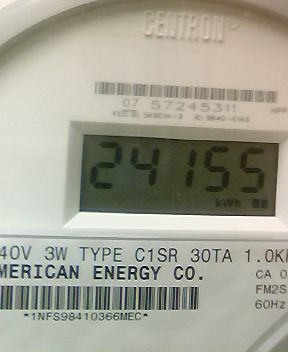 CENTRON
07 57245311
24155
kWh
40V 3W TYPE C1SR 30TA 1.0K
MERICAN ENERGY CO.
CA 0
FM2S
60Hz
*1NFS98410366MEC*